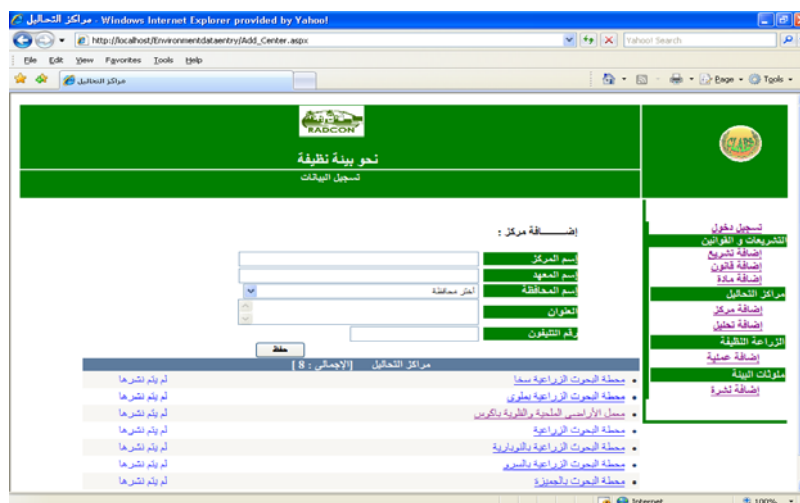 مراكز التحاليل - Windows Internet Explorer provided by Yahoo!
http://localhost/Environmentdataentry/Add_Center.aspx
Yahoo! Search
File Edit View Favorites Tools Help
مراكز التحاليل
Page Tools
RADCON
CLAES
نحو بيئة نظيفة
تسجيل البيانات
تسجيل دخول
التشريعات و القوانين
إضافة تشريع
إضافة قانون
إضافة مادة
مراكز التحاليل
إضافة مركز
إضافة تحليل
الزراعة النظيفة
إضافة عملية
ملوثات البيئة
إضافة نشرة
إضـــــــافة مركز :
إسم المركز
إسم المعهد
إسم المحافظة
أختر محافظة
العنوان
رقم التليفون
حفظ
مراكز التحاليل [الإجمالى : 8 ]
محطة البحوث الزراعية سخا لم يتم نشرها
محطة البحوث الزراعية بملوى لم يتم نشرها
معمل الأراضى الملحية والقلوية باكوس لم يتم نشرها
محطة البحوث الزراعية لم يتم نشرها
محطة البحوث الزراعية بالنوبارية لم يتم نشرها
محطة البحوث الزراعية بالسرو لم يتم نشرها
محطة البحوث بالجميزة لم يتم نشرها
Internet 100%